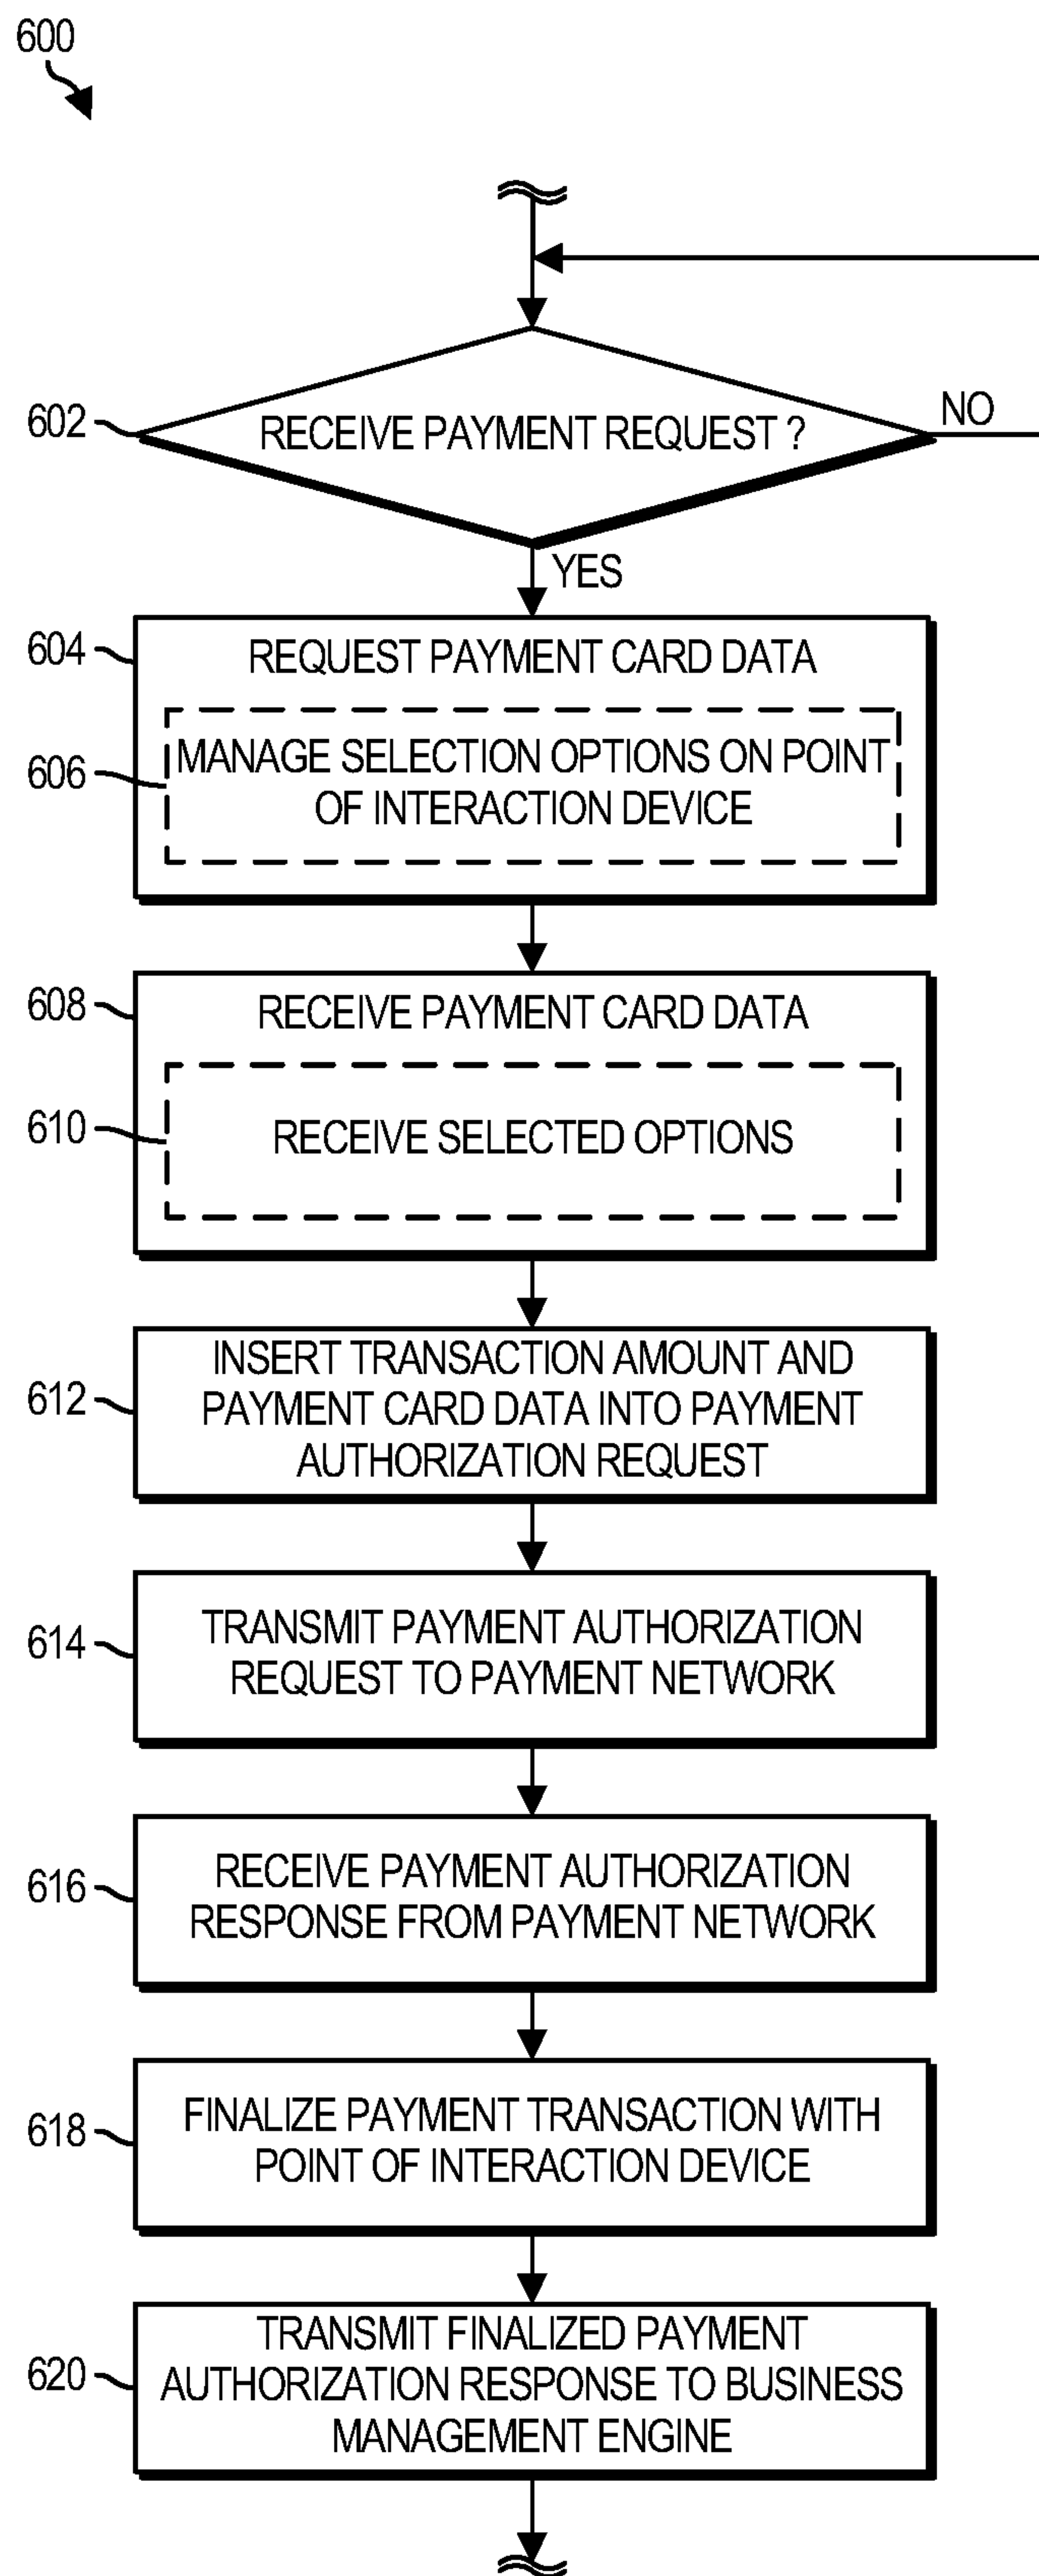 600
602
RECEIVE PAYMENT REQUEST ?
NO
YES
604
REQUEST PAYMENT CARD DATA
606
MANAGE SELECTION OPTIONS ON POINT
OF INTERACTION DEVICE
608
RECEIVE PAYMENT CARD DATA
610
RECEIVE SELECTED OPTIONS
612
INSERT TRANSACTION AMOUNT AND
PAYMENT CARD DATA INTO PAYMENT
AUTHORIZATION REQUEST
614
TRANSMIT PAYMENT AUTHORIZATION
REQUEST TO PAYMENT NETWORK
616
RECEIVE PAYMENT AUTHORIZATION
RESPONSE FROM PAYMENT NETWORK
618
FINALIZE PAYMENT TRANSACTION WITH
POINT OF INTERACTION DEVICE
620
TRANSMIT FINALIZED PAYMENT
AUTHORIZATION RESPONSE TO BUSINESS
MANAGEMENT ENGINE